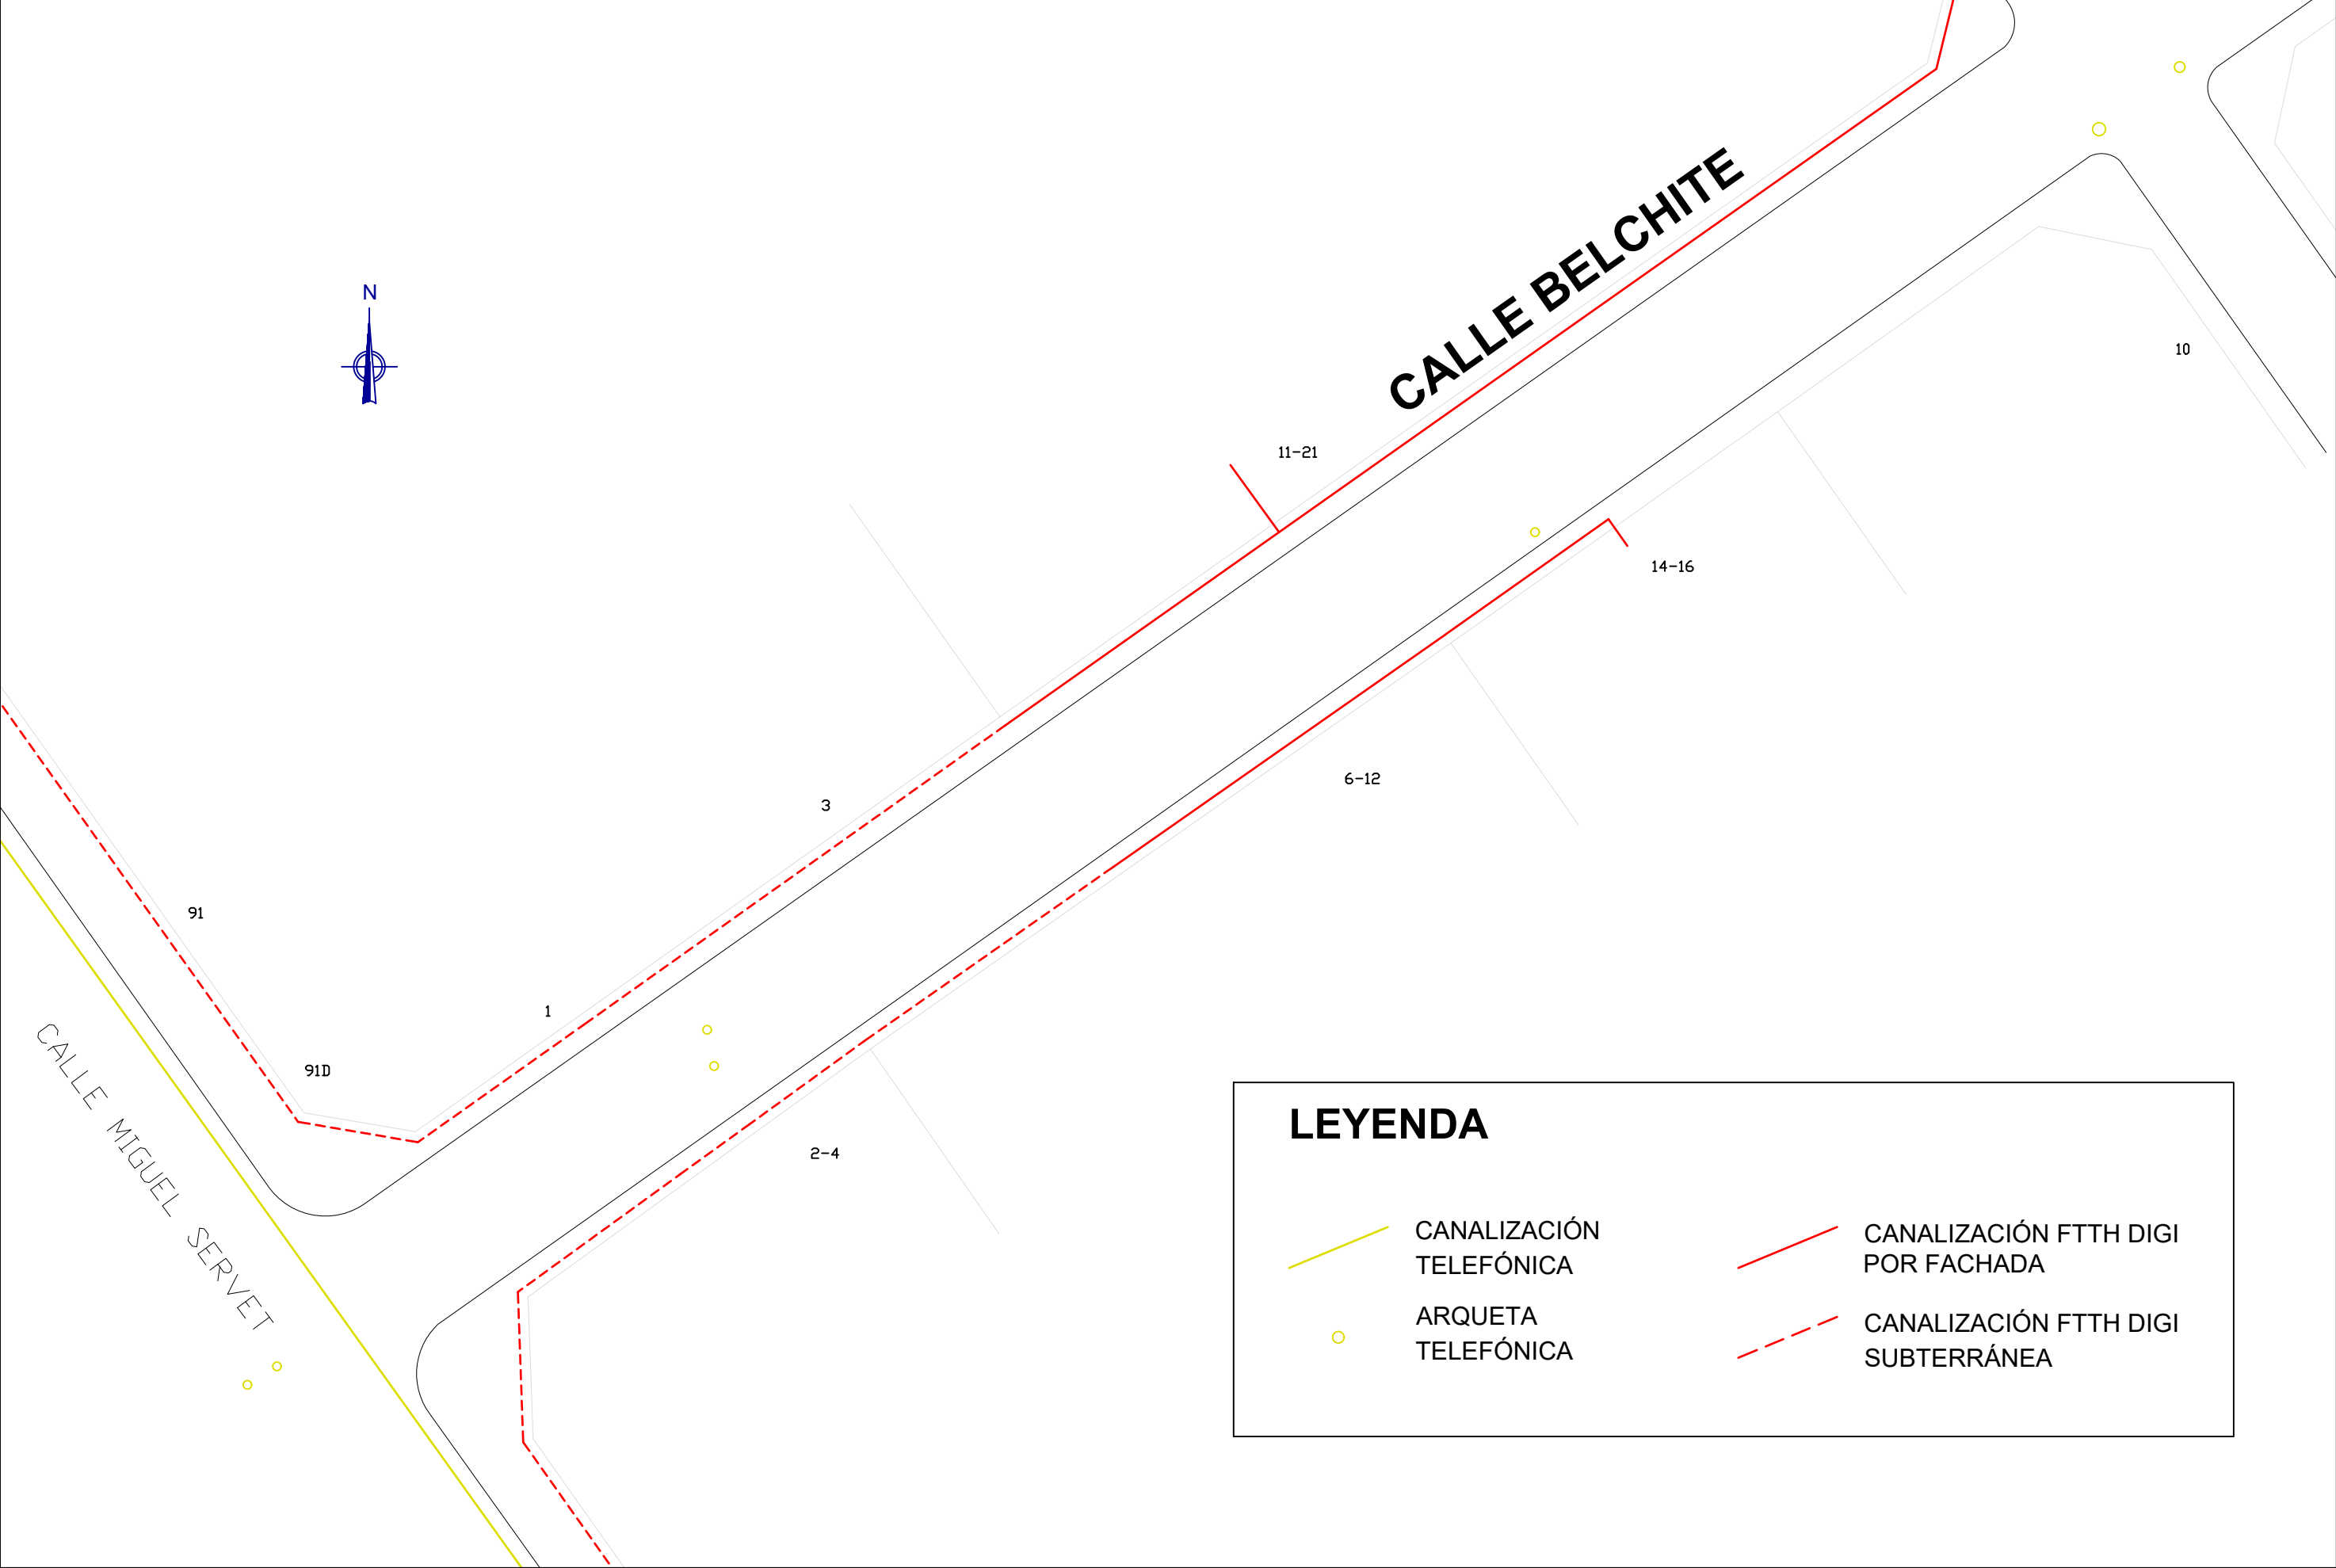 N
CALLE BELCHITE
10
11-21
14-16
6-12
3
91
1
91D
2-4
CALLE MIGUEL SERVET
LEYENDA
CANALIZACIÓN
TELEFÓNICA
ARQUETA
TELEFÓNICA
CANALIZACIÓN FTTH DIGI
POR FACHADA
CANALIZACIÓN FTTH DIGI
SUBTERRÁNEA